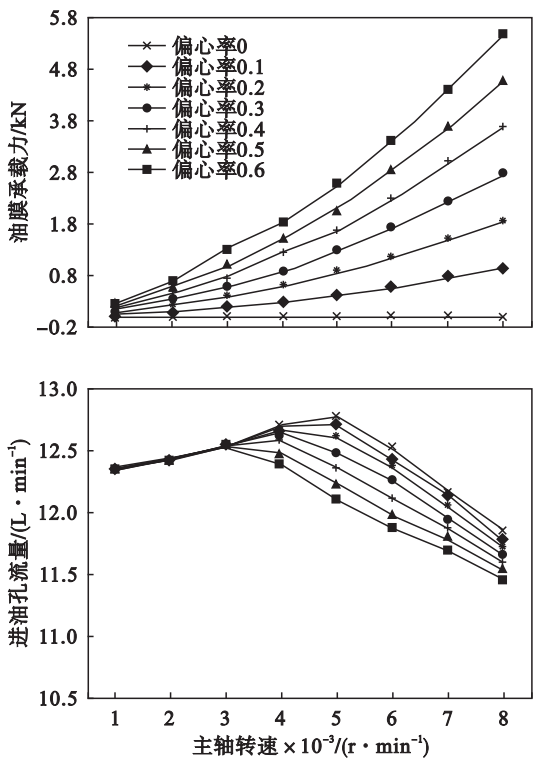 5.8
4.8
3.8
2.8
1.8
0.8
−0.2
油膜承载力/kN
偏心率0
偏心率0.1
偏心率0.2
偏心率0.3
偏心率0.4
偏心率0.5
偏心率0.6
13.0
12.5
12.0
11.5
11.0
10.5
进油孔流量/(L·min⁻¹)
1 2 3 4 5 6 7 8
主轴转速×10⁻³/(r·min⁻¹)